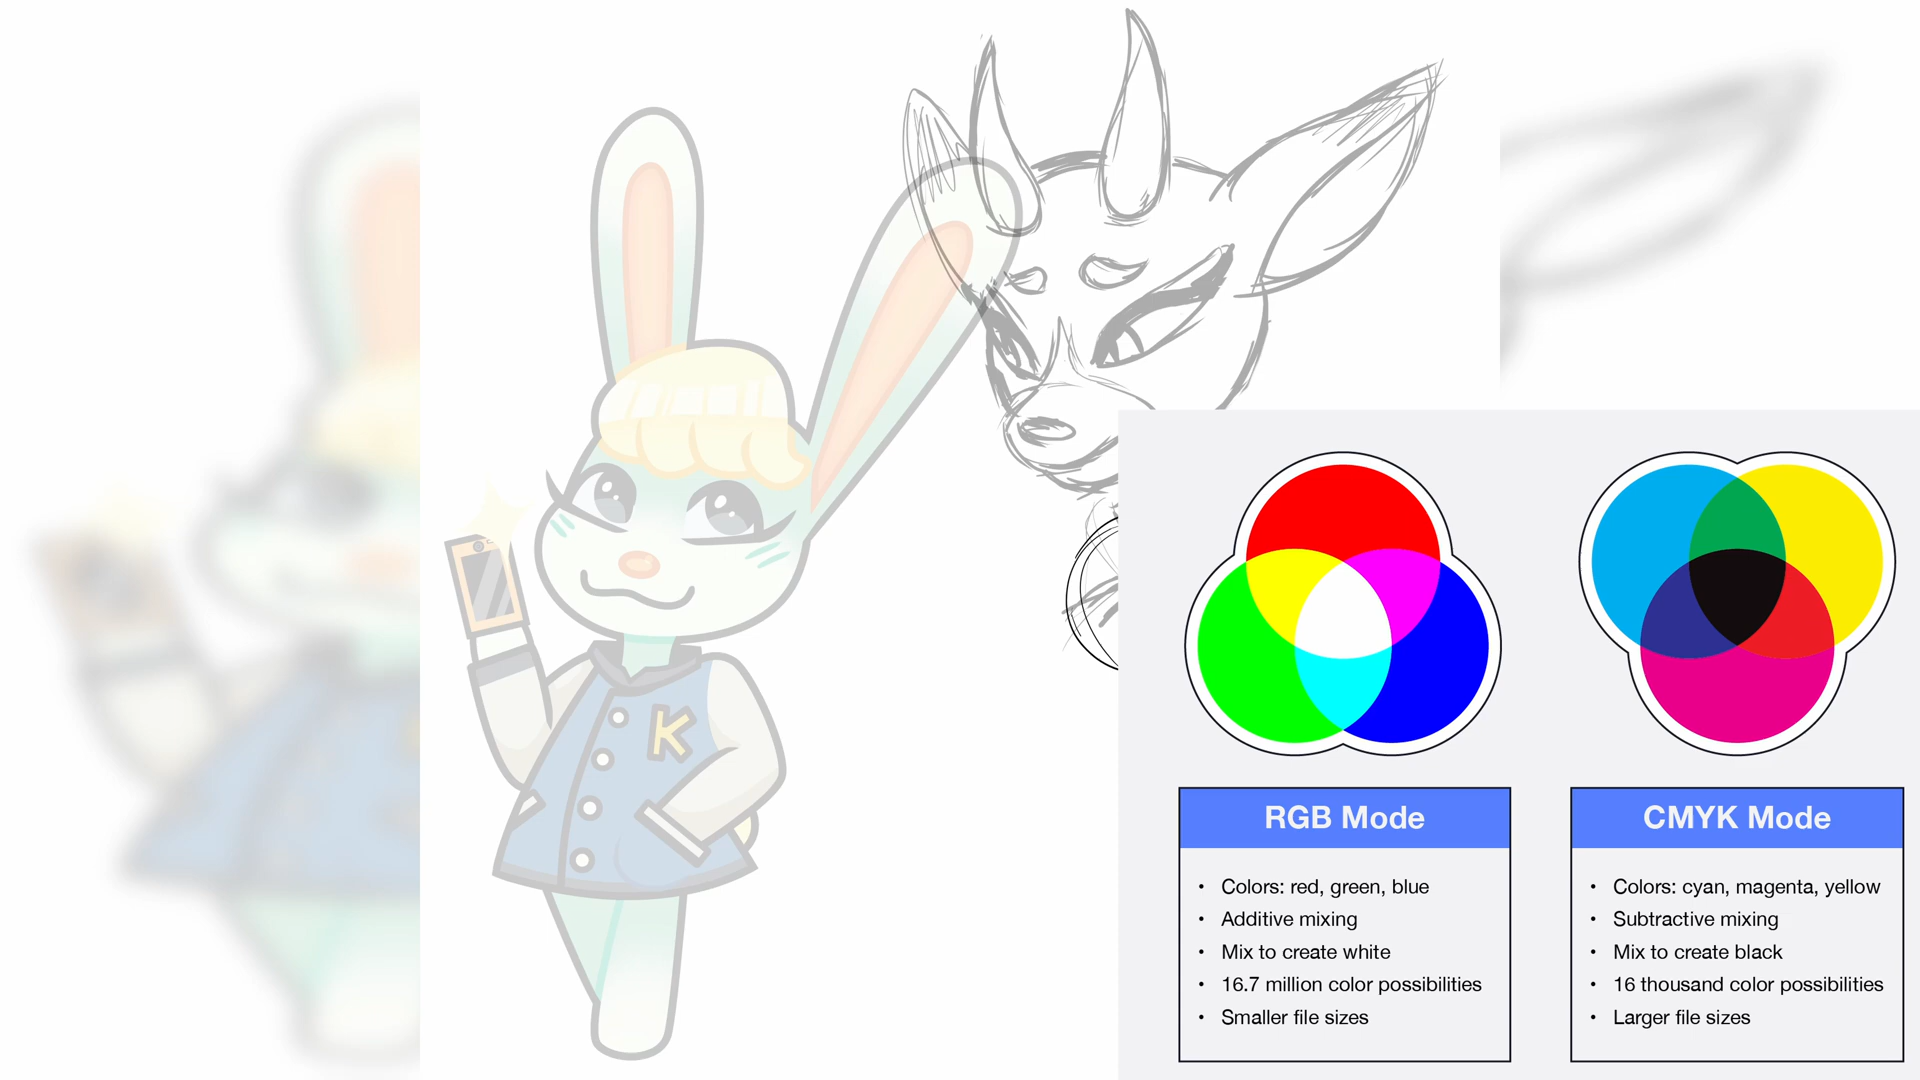 K
RGB Mode
• Colors: red, green, blue
• Additive mixing
• Mix to create white
• 16.7 million color possibilities
• Smaller file sizes
CMYK Mode
• Colors: cyan, magenta, yellow
• Subtractive mixing
• Mix to create black
• 16 thousand color possibilities
• Larger file sizes